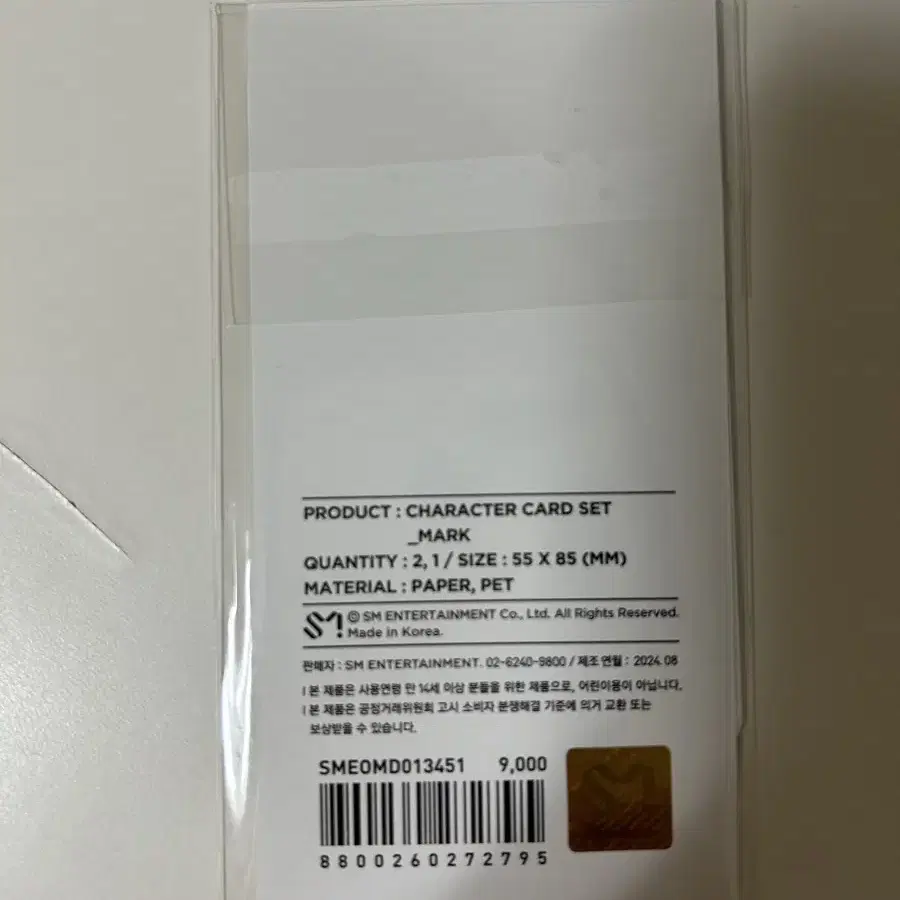 PRODUCT : CHARACTER CARD SET
_MARK
QUANTITY : 2, 1 / SIZE : 55 X 85 (MM)
MATERIAL : PAPER, PET
SM! © SM ENTERTAINMENT Co., Ltd. All Rights Reserved.
Made in Korea.
판매자 : SM ENTERTAINMENT. 02-6240-9800 / 제조 연월 : 2024.08
| 본 제품은 사용연령 만 14세 이상 분들을 위한 제품으로, 어린이용이 아닙니다.
| 본 제품은 공정거래위원회 고시 소비자 분쟁해결 기준에 의거 교환 또는
보상받을 수 있습니다.
SMEOMD013451 9,000
8800260272795